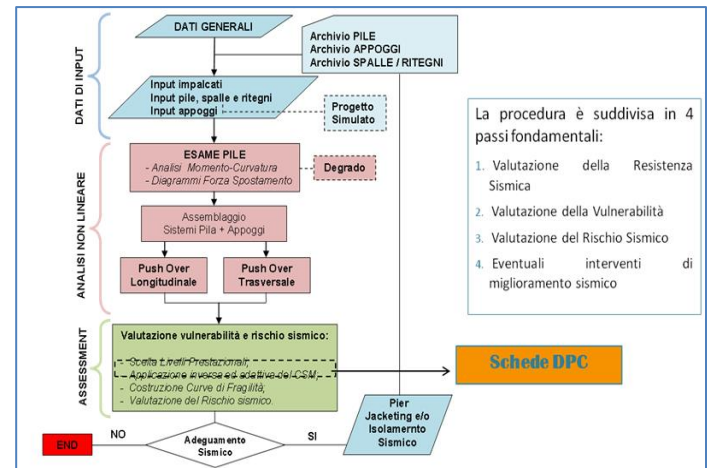 DATI GENERALI
Archivio PILE
Archivio APPOGGI
Archivio SPALLE / RITEGNI
DATI DI INPUT
Input impalcati
Input pile, spalle e ritegni
Input appoggi
Progetto
Simulato
ESAME PILE
- Analisi Momento-Curvatura
- Diagrammi Forza Spostamento
Degrado
ANALISI NON LINEARE
Assemblaggio
Sistemi Pila + Appoggi
Push Over
Longitudinale
Push Over
Trasversale
ASSESSMENT
Valutazione vulnerabilità e rischio sismico:
- Scelta Livelli Prestazionali;
- Applicazione inversa ed adattiva del CSM;
- Costruzione Curve di Fragilità;
- Valutazione del Rischio sismico.
Schede DPC
END
NO
Adeguamento
Sismico
SI
Pier
Jacketing e/o
Isolamernto
Sismico
La procedura è suddivisa in 4
passi fondamentali:
1. Valutazione della Resistenza
Sismica
2. Valutazione della Vulnerabilità
3. Valutazione del Rischio Sismico
4. Eventuali interventi di
miglioramento sismico